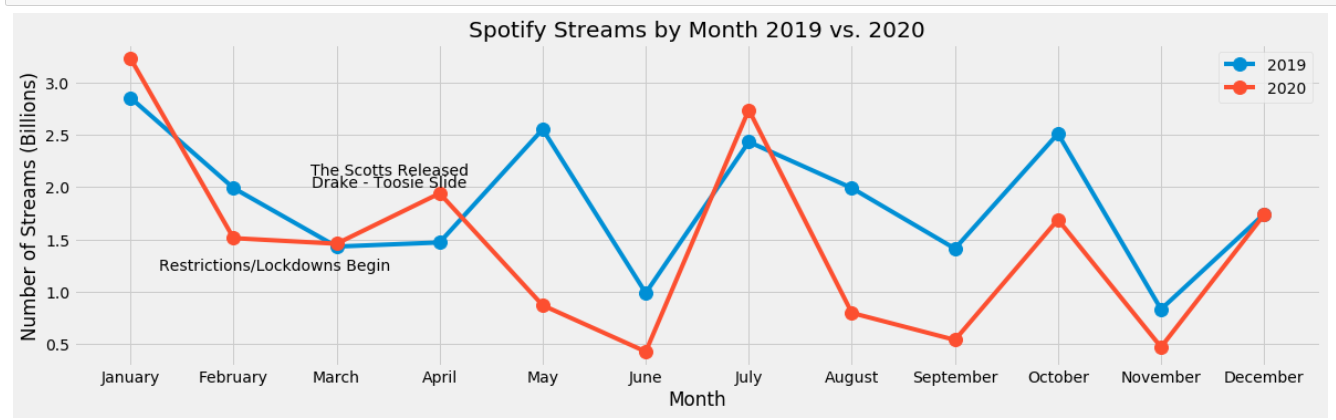 Spotify Streams by Month 2019 vs. 2020
Number of Streams (Billions)
3.0
2.5
2.0
1.5
1.0
0.5
2019
2020
The Scotts Released
Drake - Toosie Slide
Restrictions/Lockdowns Begin
January February March April May June July August September October November December
Month